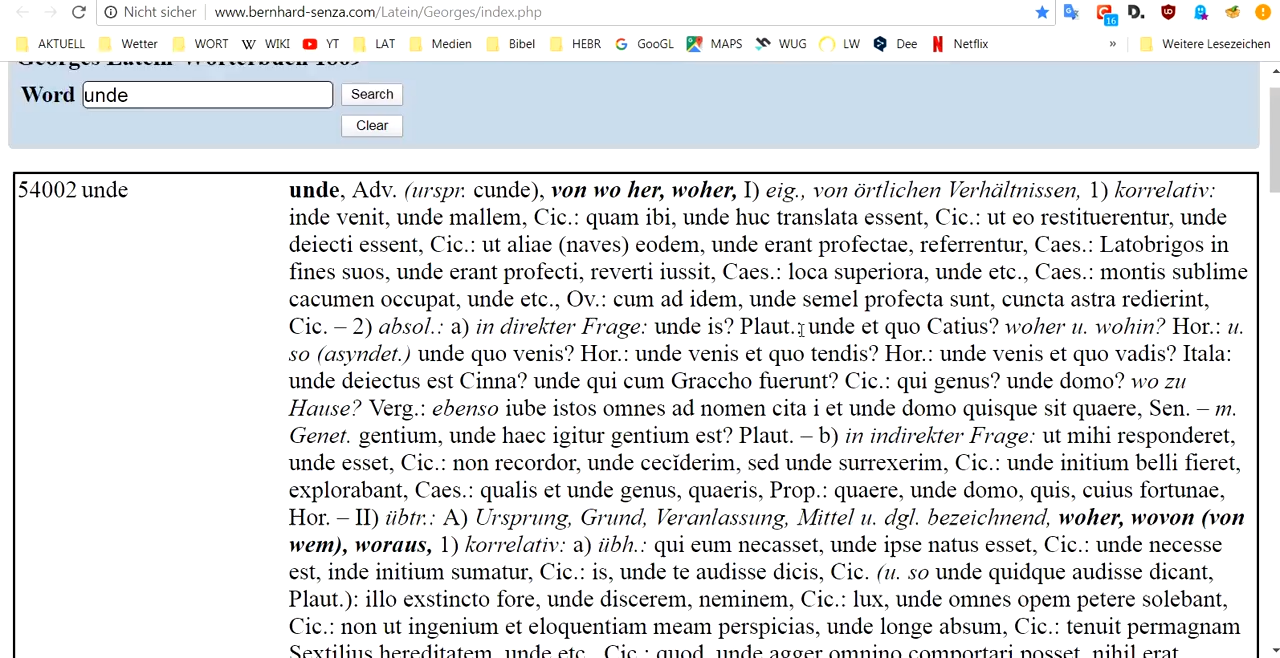 Nicht sicher | www.bernhard-senza.com/Latein/Georges/index.php
16
AKTUELL Wetter WORT WIKI YT LAT Medien Bibel HEBR GooGL MAPS WUG LW Dee Netflix » Weitere Lesezeichen
Word unde Search
Clear
54002 unde
unde, Adv. (urspr. cunde), von wo her, woher, I) eig., von örtlichen Verhältnissen, 1) korrelativ:
inde venit, unde mallem, Cic.: quam ibi, unde huc translata essent, Cic.: ut eo restituerentur, unde
deiecti essent, Cic.: ut aliae (naves) eodem, unde erant profectae, referrentur, Caes.: Latobrigos in
fines suos, unde erant profecti, reverti iussit, Caes.: loca superiora, unde etc., Caes.: montis sublime
cacumen occupat, unde etc., Ov.: cum ad idem, unde semel profecta sunt, cuncta astra redierint,
Cic. – 2) absol.: a) in direkter Frage: unde is? Plaut.: unde et quo Catius? woher u. wohin? Hor.: u.
so (asyndet.) unde quo venis? Hor.: unde venis et quo tendis? Hor.: unde venis et quo vadis? Itala:
unde deiectus est Cinna? unde qui cum Graccho fuerunt? Cic.: qui genus? unde domo? wo zu
Hause? Verg.: ebenso iube istos omnes ad nomen cita i et unde domo quisque sit quaere, Sen. – m.
Genet. gentium, unde haec igitur gentium est? Plaut. – b) in indirekter Frage: ut mihi responderet,
unde esset, Cic.: non recordor, unde cecĭderim, sed unde surrexerim, Cic.: unde initium belli fieret,
explorabant, Caes.: qualis et unde genus, quaeris, Prop.: quaere, unde domo, quis, cuius fortunae,
Hor. – II) übtr.: A) Ursprung, Grund, Veranlassung, Mittel u. dgl. bezeichnend, woher, wovon (von
wem), woraus, 1) korrelativ: a) übh.: qui eum necasset, unde ipse natus esset, Cic.: unde necesse
est, inde initium sumatur, Cic.: is, unde te audisse dicis, Cic. (u. so unde quidque audisse dicant,
Plaut.): illo exstincto fore, unde discerem, neminem, Cic.: lux, unde omnes opem petere solebant,
Cic.: non ut ingenium et eloquentiam meam perspicias, unde longe absum, Cic.: tenuit permagnam
Sextilius hereditatem, unde etc., Cic.: quod, unde agger omnino comportari posset, nihil erat